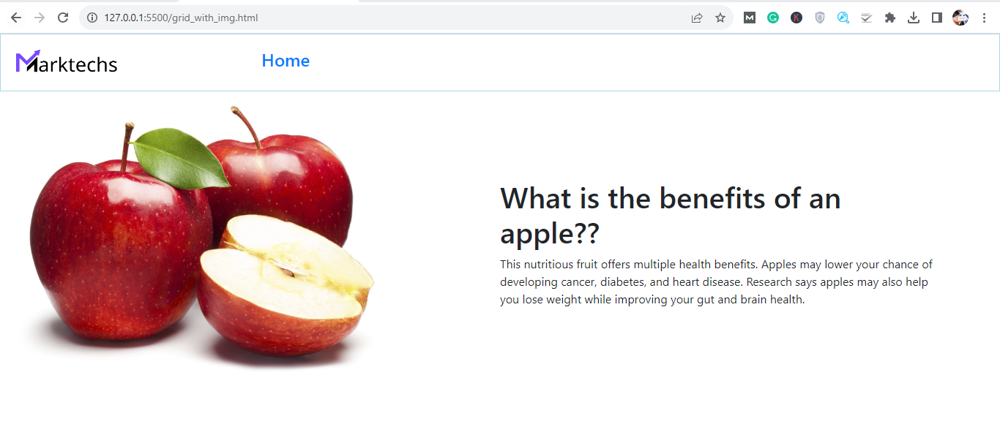 127.0.0.1:5500/grid_with_img.html
Marktechs
Home
What is the benefits of an
apple??
This nutritious fruit offers multiple health benefits. Apples may lower your chance of
developing cancer, diabetes, and heart disease. Research says apples may also help
you lose weight while improving your gut and brain health.